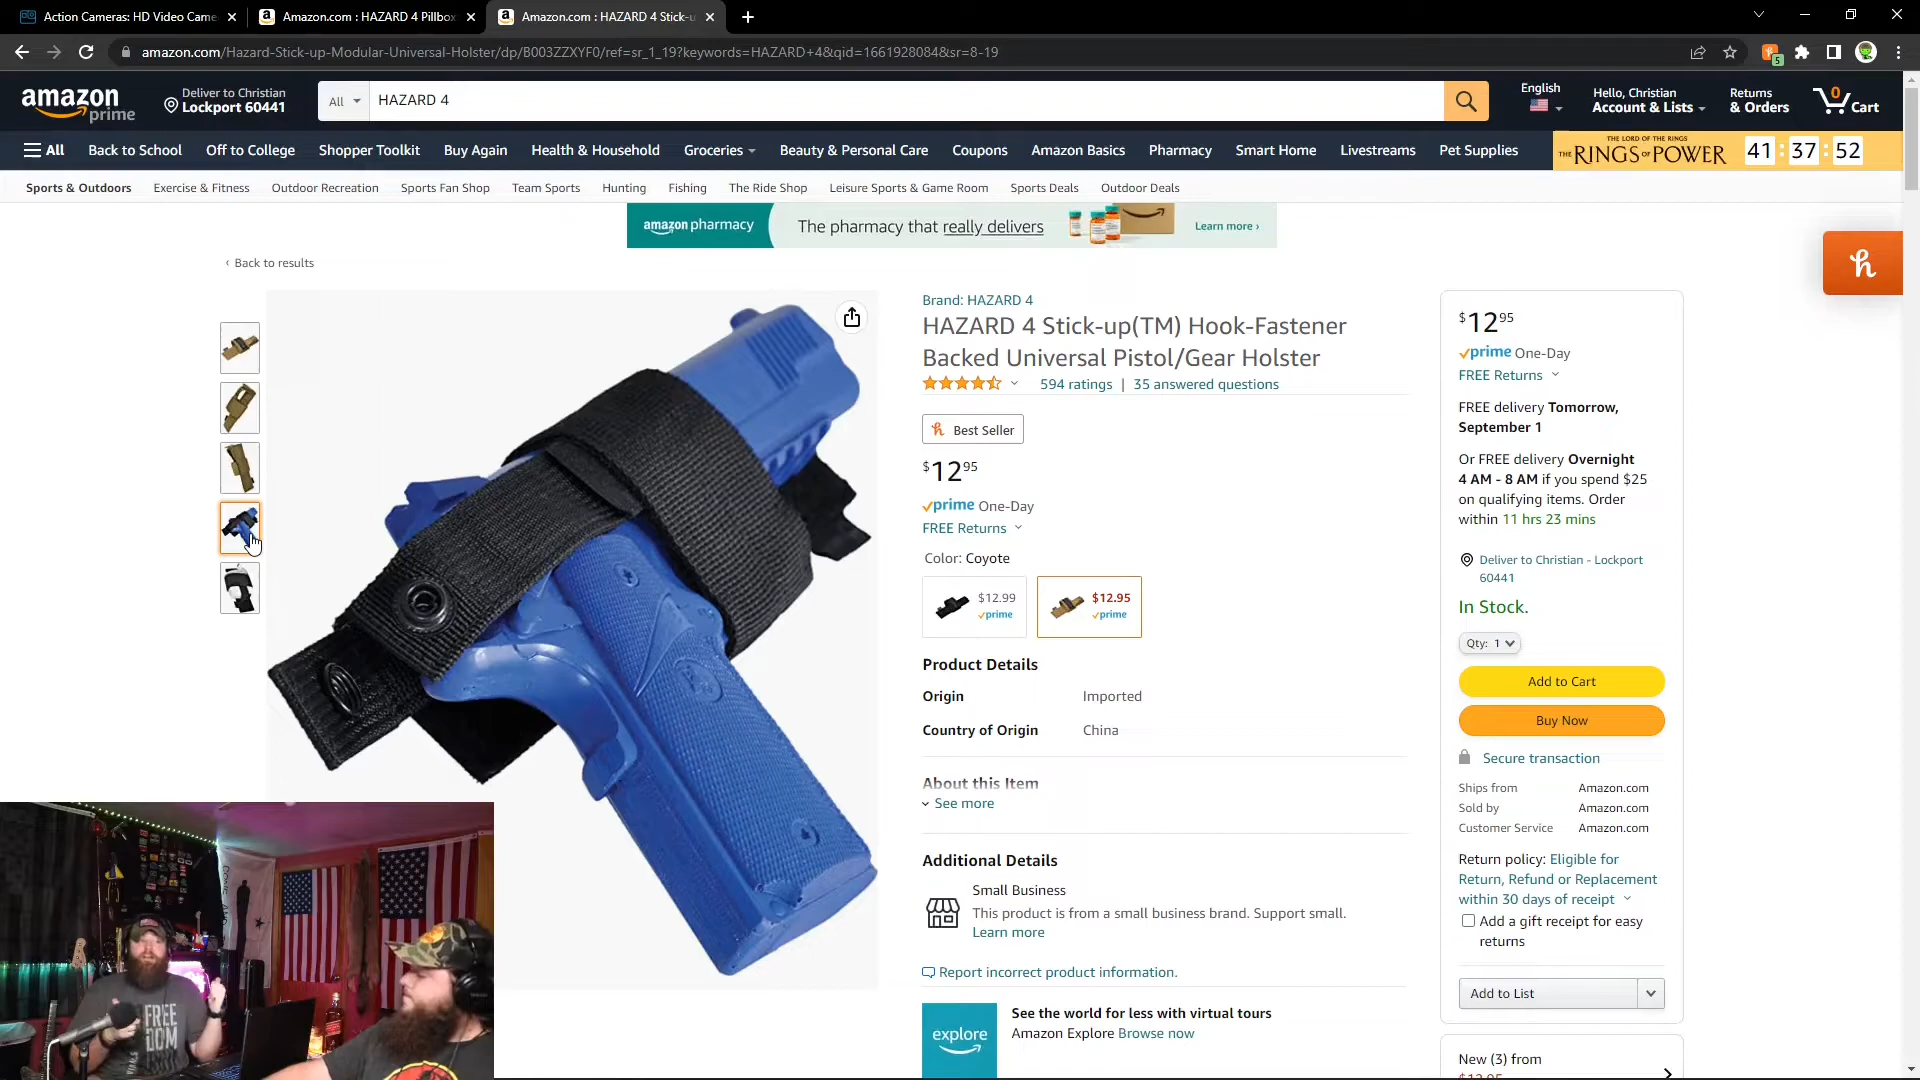 Action Cameras: HD Video Came
Amazon.com : HAZARD 4 Pillbox
Amazon.com : HAZARD 4 Stick-u
amazon.com/Hazard-Stick-up-Modular-Universal-Holster/dp/B003ZZXYF0/ref=sr_1_19?keywords=HAZARD+4&qid=1661928084&sr=8-19
5
amazon
prime
Deliver to Christian
Lockport 60441
All
HAZARD 4
English
Hello, Christian
Account & Lists
Returns
& Orders
0
Cart
All
Back to School
Off to College
Shopper Toolkit
Buy Again
Health & Household
Groceries
Beauty & Personal Care
Coupons
Amazon Basics
Pharmacy
Smart Home
Livestreams
Pet Supplies
THE LORD OF THE RINGS
THE RINGS OF POWER
41 : 37 : 52
Sports & Outdoors
Exercise & Fitness
Outdoor Recreation
Sports Fan Shop
Team Sports
Hunting
Fishing
The Ride Shop
Leisure Sports & Game Room
Sports Deals
Outdoor Deals
amazon pharmacy
The pharmacy that really delivers
Learn more ›
‹ Back to results
h
Brand: HAZARD 4
HAZARD 4 Stick-up(TM) Hook-Fastener
Backed Universal Pistol/Gear Holster
594 ratings | 35 answered questions
Best Seller
$12.95
prime One-Day
FREE Returns
Color: Coyote
$12.99
prime
$12.95
prime
Product Details
Origin Imported
Country of Origin China
About this Item
See more
Additional Details
Small Business
This product is from a small business brand. Support small.
Learn more
Report incorrect product information.
explore
See the world for less with virtual tours
Amazon Explore Browse now
$12.95
prime One-Day
FREE Returns
FREE delivery Tomorrow,
September 1
Or FREE delivery Overnight
4 AM - 8 AM if you spend $25
on qualifying items. Order
within 11 hrs 23 mins
Deliver to Christian - Lockport
60441
In Stock.
Qty: 1
Add to Cart
Buy Now
Secure transaction
Ships from Amazon.com
Sold by Amazon.com
Customer Service Amazon.com
Return policy: Eligible for
Return, Refund or Replacement
within 30 days of receipt
Add a gift receipt for easy
returns
Add to List
New (3) from
FREE
DOM